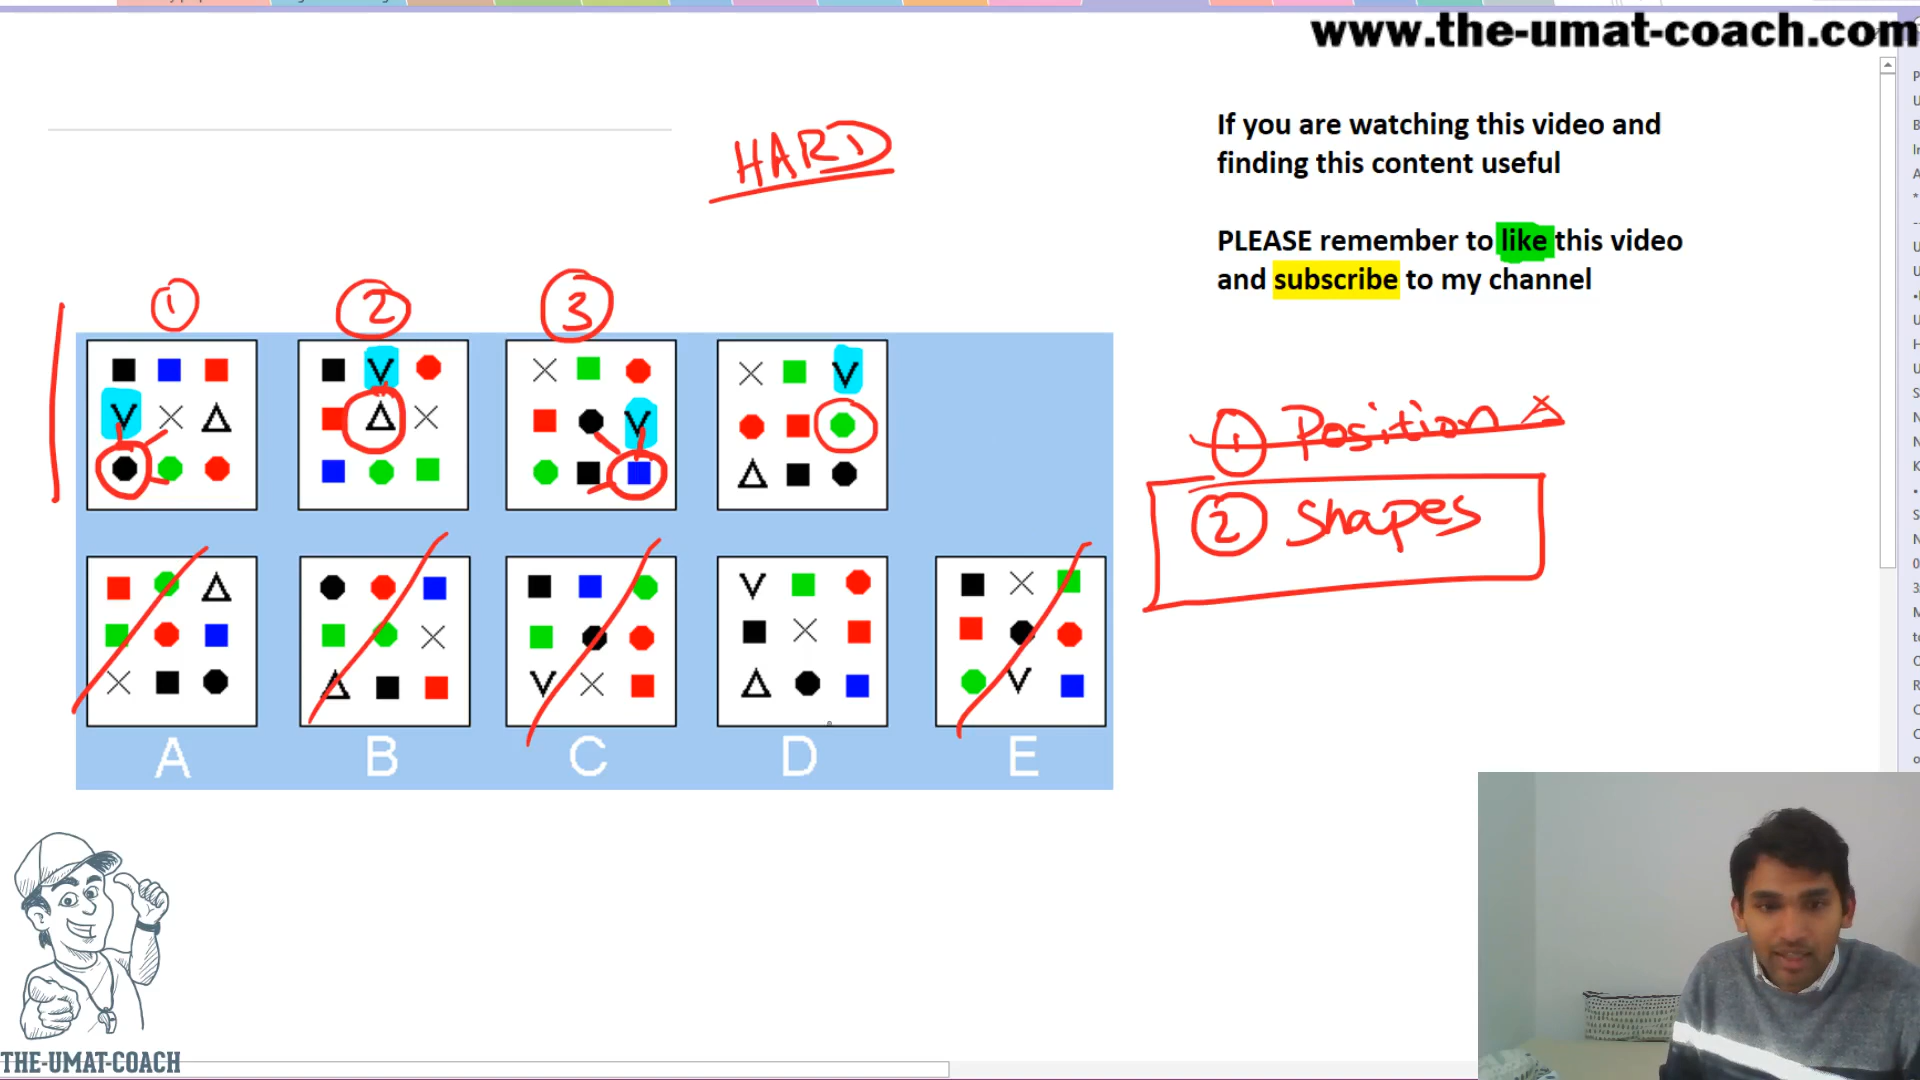 www.the-umat-coach.com
If you are watching this video and
finding this content useful
PLEASE remember to like this video
and subscribe to my channel
HARD
1 2 3
1 Position
2 Shapes
A B C D E
THE-UMAT-COACH